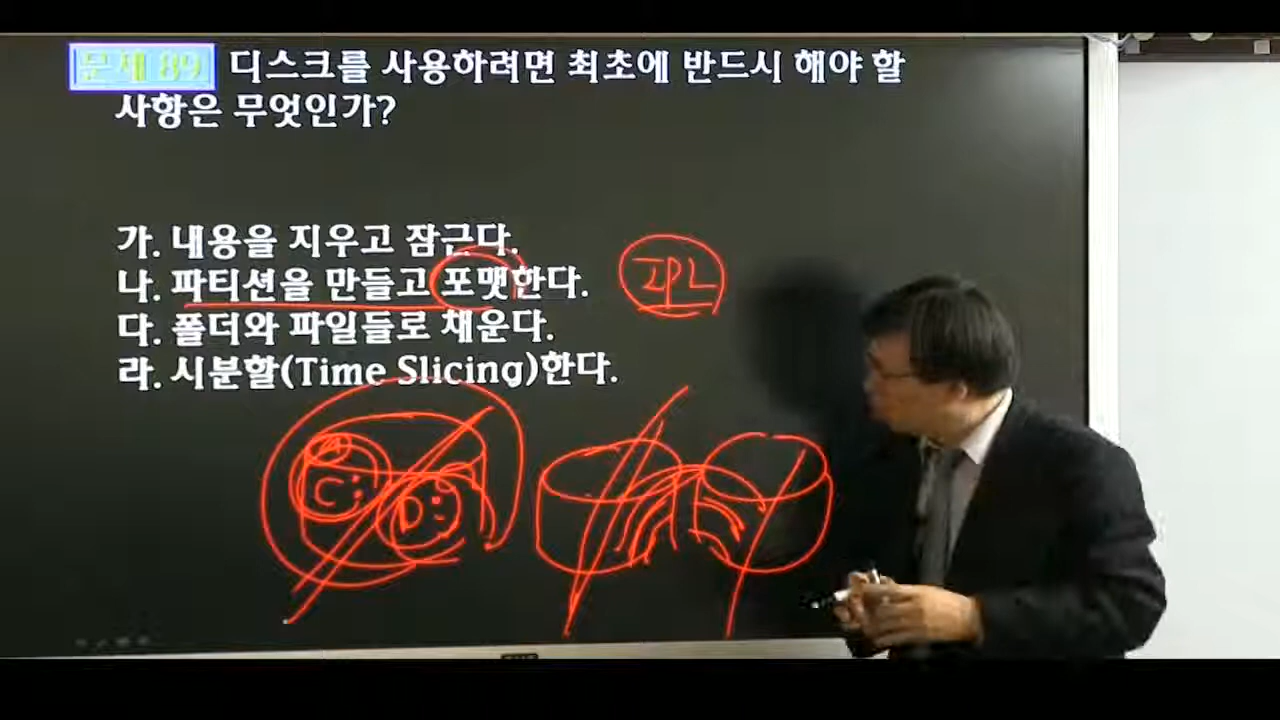 문제 89 디스크를 사용하려면 최초에 반드시 해야 할
사항은 무엇인가?
가. 내용을 지우고 잠근다.
나. 파티션을 만들고 포맷한다.
IPL
다. 폴더와 파일들로 채운다.
라. 시분할(Time Slicing)한다.
C:
D: